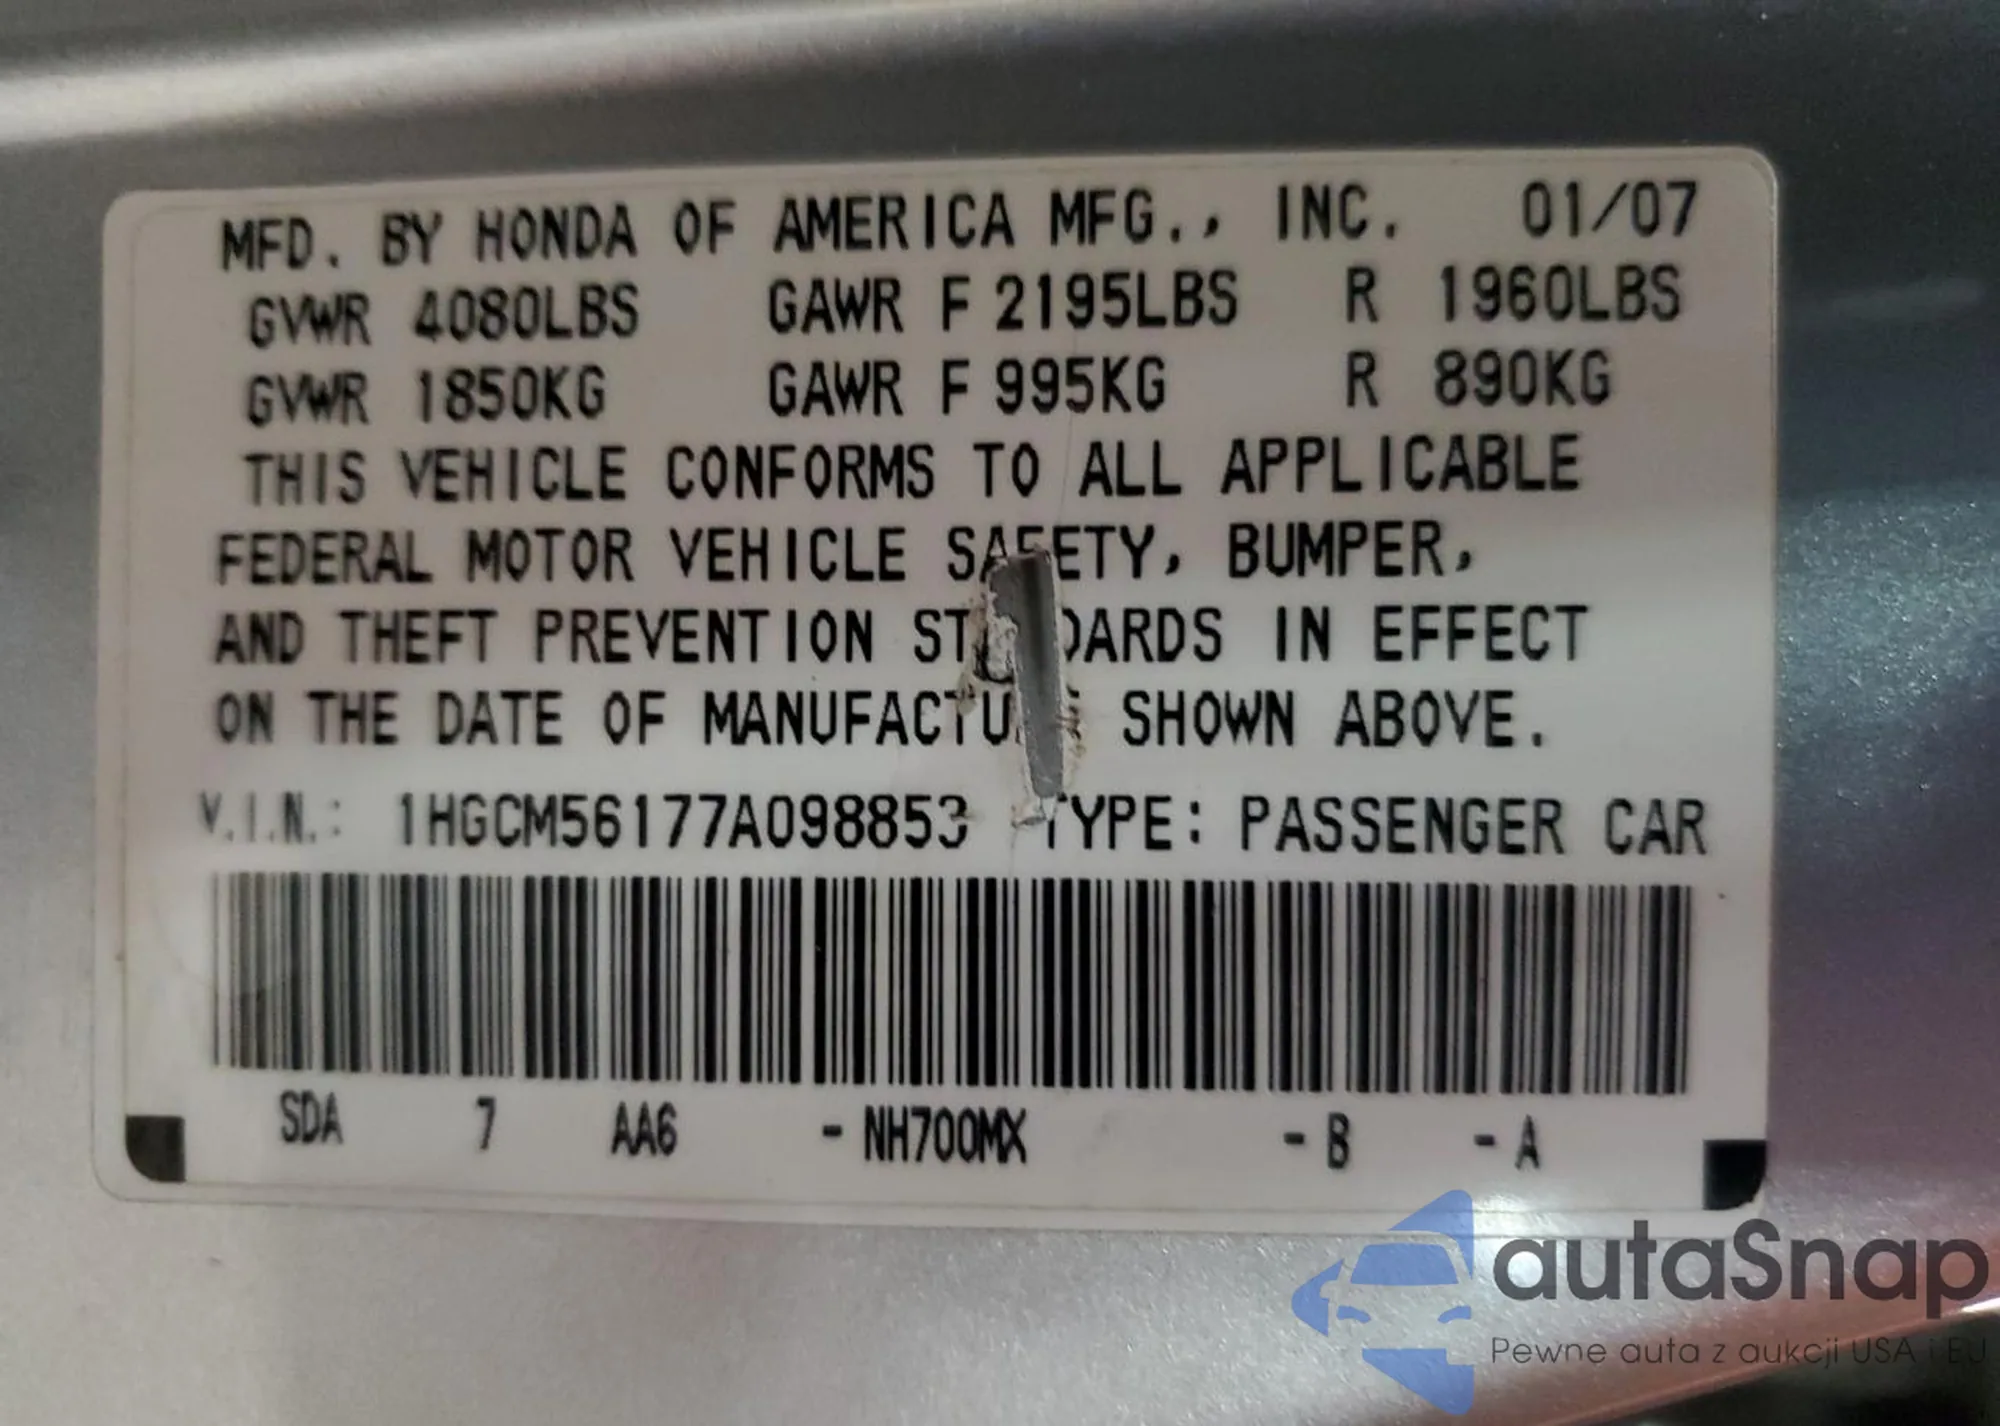 MFD. BY HONDA OF AMERICA MFG., INC. 01/07
GVWR 4080LBS GAWR F 2195LBS R 1960LBS
GVWR 1850KG GAWR F 995KG R 890KG
THIS VEHICLE CONFORMS TO ALL APPLICABLE
FEDERAL MOTOR VEHICLE SAFETY, BUMPER,
AND THEFT PREVENTION STANDARDS IN EFFECT
ON THE DATE OF MANUFACTURE SHOWN ABOVE.
V.I.N.: 1HGCM56177A098853 TYPE: PASSENGER CAR
SDA 7 AA6 - NH700MX - B - A
autaSnap
Pewne auta z aukcji USA i EU